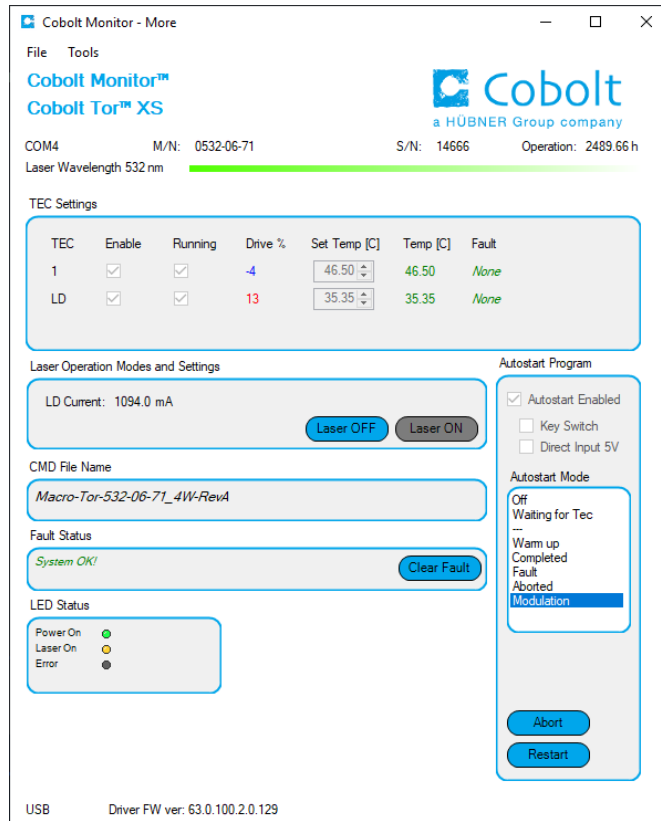 Cobolt Monitor - More
File Tools
Cobolt Monitor™
Cobolt Tor™ XS
Cobolt
a HÜBNER Group company
COM4 M/N: 0532-06-71 S/N: 14666 Operation: 2489.66 h
Laser Wavelength 532 nm
TEC Settings
TEC Enable Running Drive % Set Temp [C] Temp [C] Fault
1 -4 46.50 46.50 None
LD 13 35.35 35.35 None
Laser Operation Modes and Settings
LD Current: 1094.0 mA
Laser OFF Laser ON
CMD File Name
Macro-Tor-532-06-71_4W-RevA
Fault Status
System OK!
Clear Fault
LED Status
Power On
Laser On
Error
Autostart Program
Autostart Enabled
Key Switch
Direct Input 5V
Autostart Mode
Off
Waiting for Tec
---
Warm up
Completed
Fault
Aborted
Modulation
Abort
Restart
USB Driver FW ver: 63.0.100.2.0.129